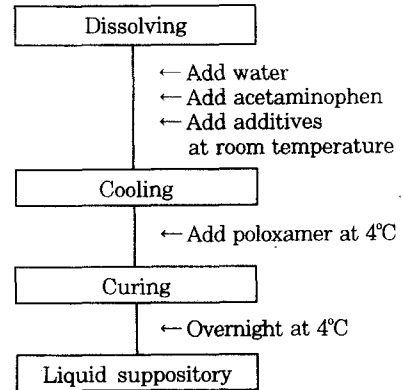 Dissolving
← Add water
← Add acetaminophen
← Add additives
at room temperature
Cooling
← Add poloxamer at 4°C
Curing
← Overnight at 4°C
Liquid suppository